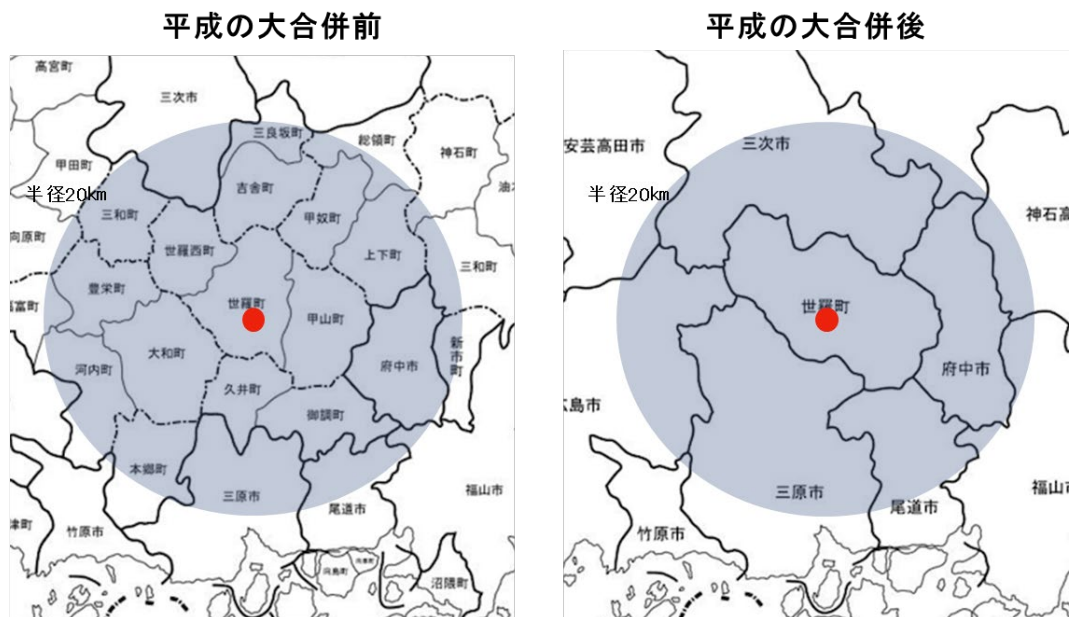 平成の大合併前
高宮町
三次市
三良坂町
総領町
神石町
甲田町
吉舎町
半径20km
三和町
甲奴町
向原町
世羅西町
上下町
三和町
豊栄町
世羅町
甲山町
新市町
大和町
府中市
河内町
久井町
御調町
本郷町
三原市
福山市
尾道市
竹原市
向島町
沼隈町
平成の大合併後
三次市
安芸高田市
半径20km
神石高
世羅町
府中市
広島市
三原市
福山市
尾道市
竹原市